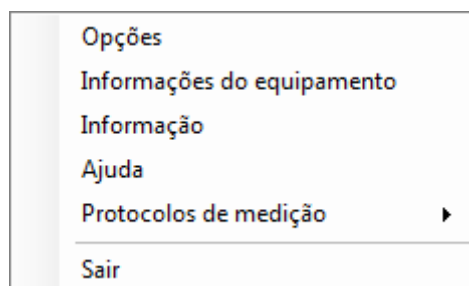 Opções
Informações do equipamento
Informação
Ajuda
Protocolos de medição
Sair